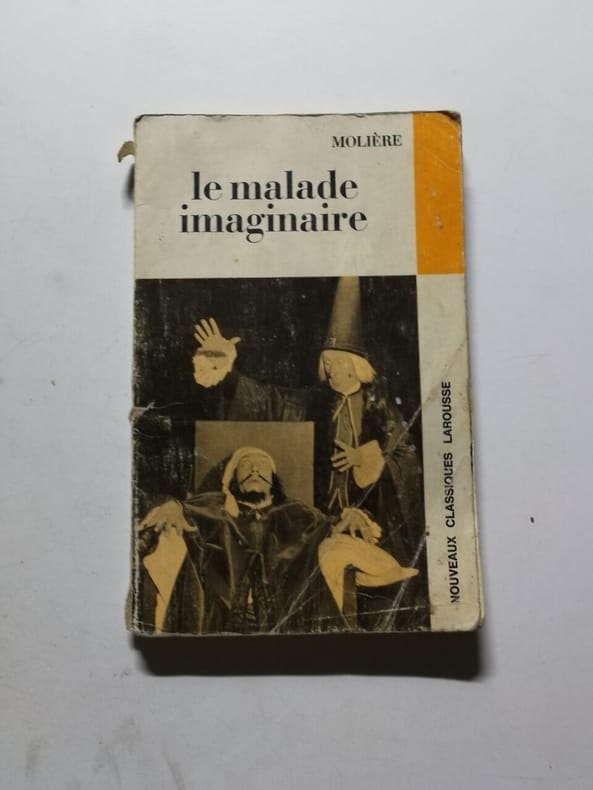 MOLIÈRE
le malade
imaginaire
NOUVEAUX CLASSIQUES LAROUSSE